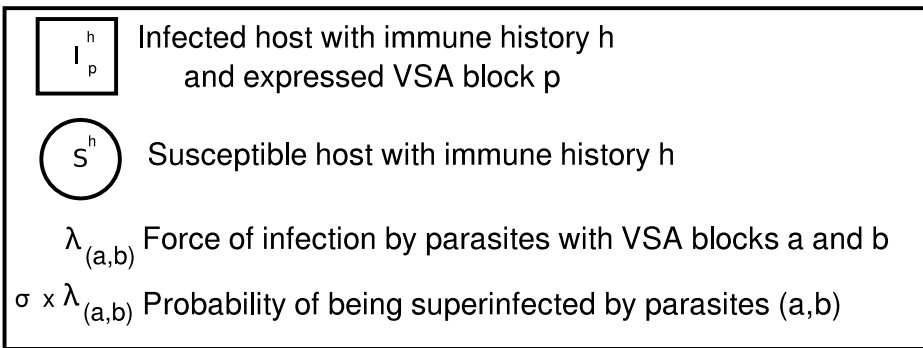 I h p Infected host with immune history h
and expressed VSA block p
S h Susceptible host with immune history h
λ (a,b) Force of infection by parasites with VSA blocks a and b
σ x λ (a,b) Probability of being superinfected by parasites (a,b)